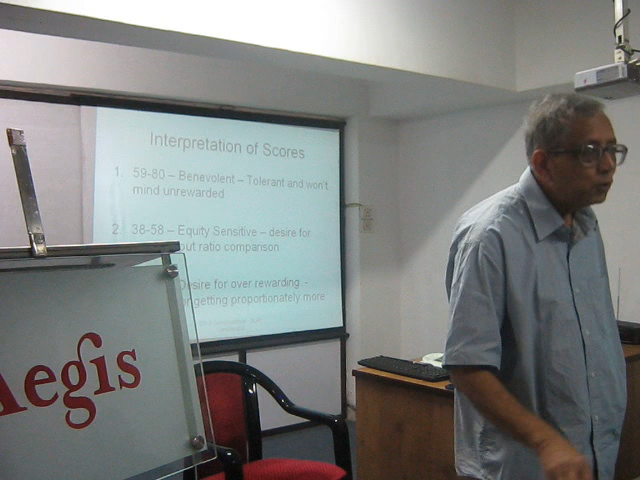 Interpretation of Scores
1. 59-80 – Benevolent – Tolerant and won't
mind unrewarded
2. 38-58 – Equity Sensitive – desire for
ratio comparison
Desire for over rewarding -
getting proportionately more
Aegis